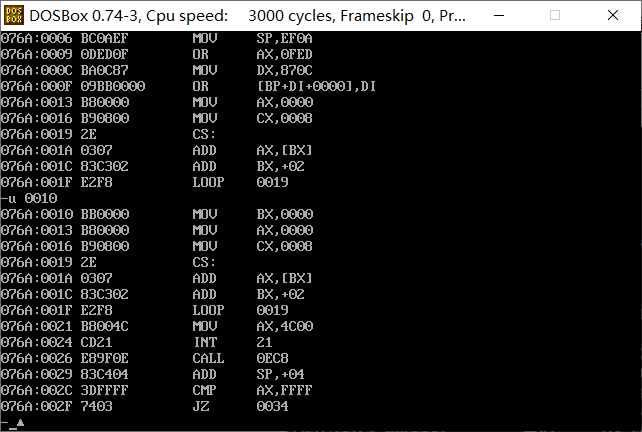 DOSBox 0.74-3, Cpu speed: 3000 cycles, Frameskip 0, Pr...
076A:0006 BC0AEF MOV SP,EF0A
076A:0009 0DED0F OR AX,0FED
076A:000C BA0C87 MOV DX,870C
076A:000F 09BB0000 OR [BP+DI+0000],DI
076A:0013 B80000 MOV AX,0000
076A:0016 B90800 MOV CX,0008
076A:0019 2E CS:
076A:001A 0307 ADD AX,[BX]
076A:001C 83C302 ADD BX,+02
076A:001F E2F8 LOOP 0019
-u 0010
076A:0010 BB0000 MOV BX,0000
076A:0013 B80000 MOV AX,0000
076A:0016 B90800 MOV CX,0008
076A:0019 2E CS:
076A:001A 0307 ADD AX,[BX]
076A:001C 83C302 ADD BX,+02
076A:001F E2F8 LOOP 0019
076A:0021 B8004C MOV AX,4C00
076A:0024 CD21 INT 21
076A:0026 E89F0E CALL 0EC8
076A:0029 83C404 ADD SP,+04
076A:002C 3DFFFF CMP AX,FFFF
076A:002F 7403 JZ 0034
-_